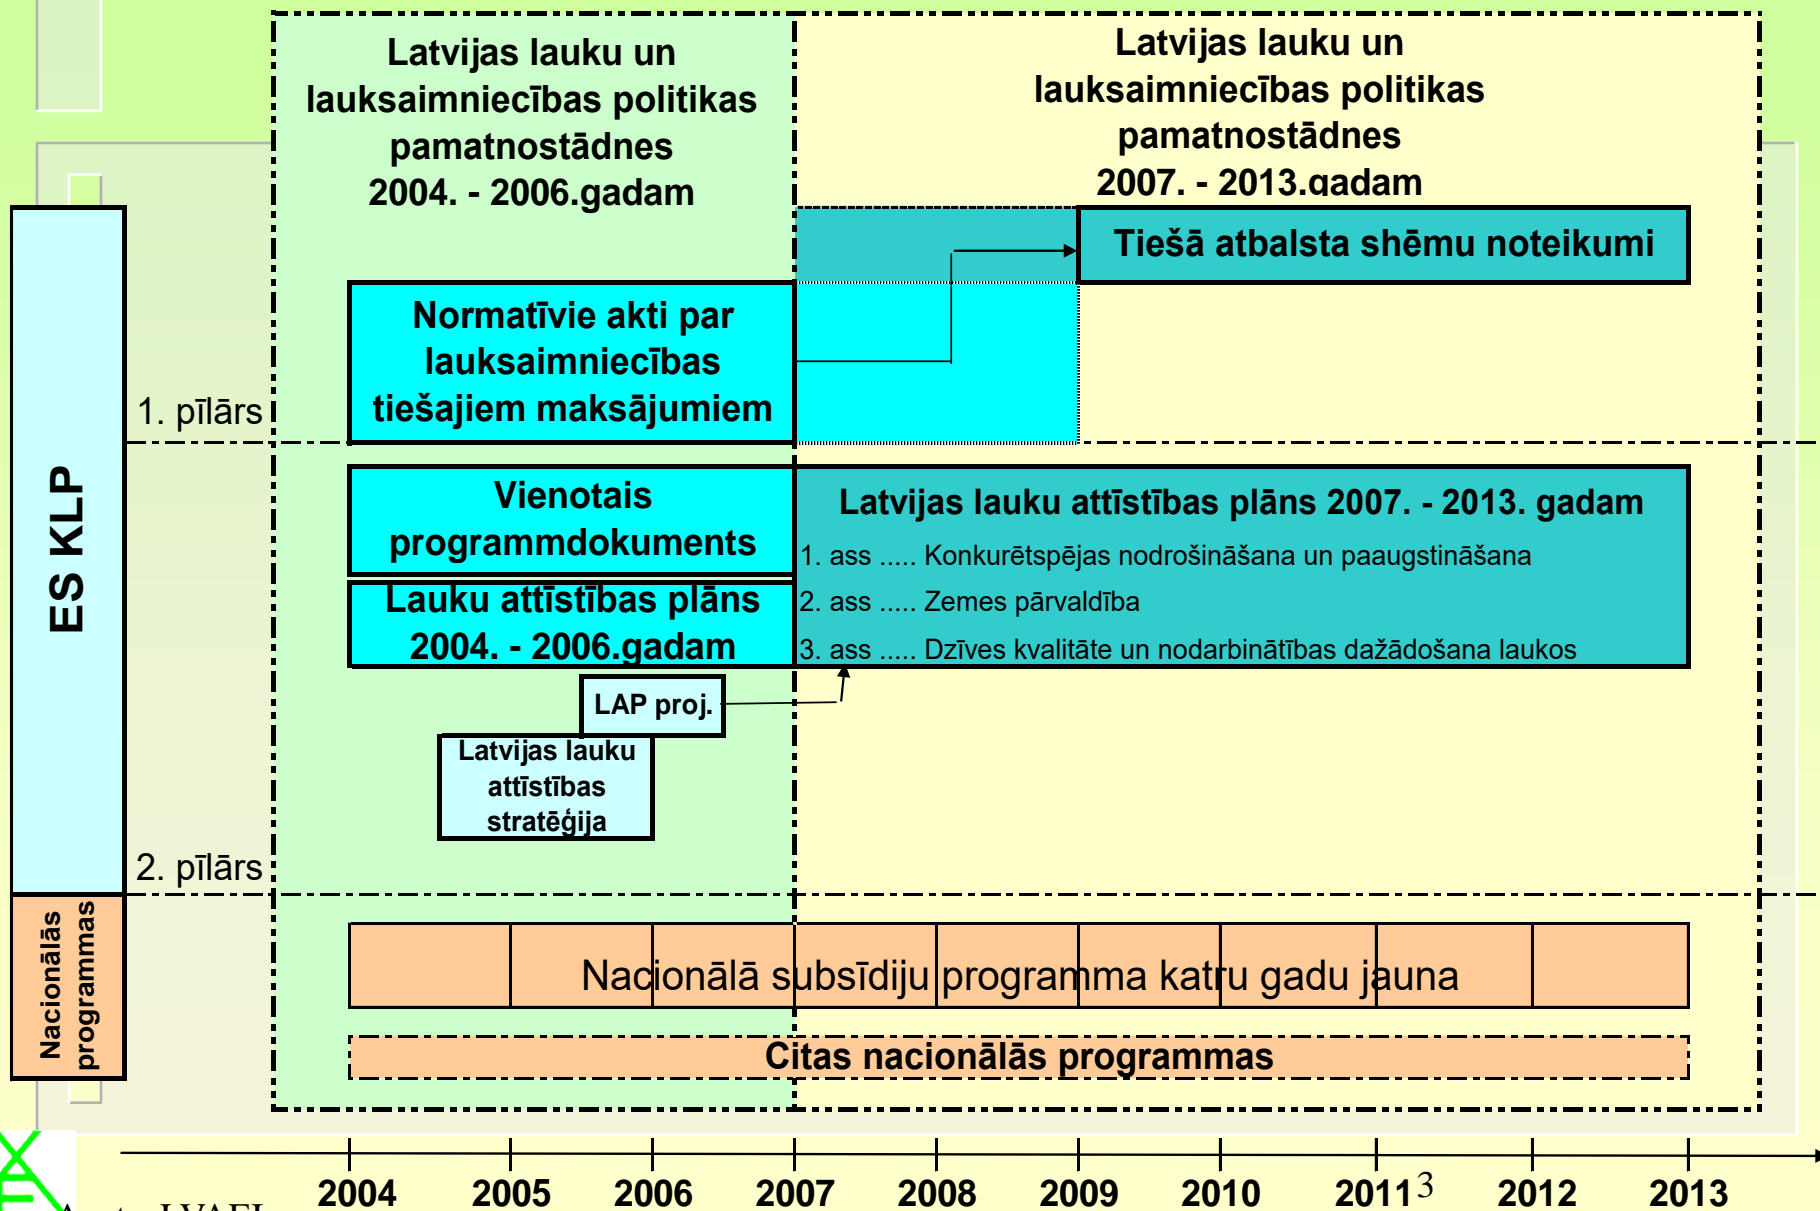 Latvijas lauku un
lauksaimniecības politikas
pamatnostādnes
2004. - 2006.gadam
Latvijas lauku un
lauksaimniecības politikas
pamatnostādnes
2007. - 2013.gadam
Tiešā atbalsta shēmu noteikumi
Normatīvie akti par
lauksaimniecības
tiešajiem maksājumiem
1. pīlārs
ES KLP
Vienotais
programmdokuments
Latvijas lauku attīstības plāns 2007. - 2013. gadam
1. ass ..... Konkurētspējas nodrošināšana un paaugstināšana
2. ass ..... Zemes pārvaldība
3. ass ..... Dzīves kvalitāte un nodarbinātības dažādošana laukos
Lauku attīstības plāns
2004. - 2006.gadam
LAP proj.
Latvijas lauku
attīstības
stratēģija
2. pīlārs
Nacionālās
programmas
Nacionālā subsīdiju programma katru gadu jauna
Citas nacionālās programmas
2004 2005 2006 2007 2008 2009 2010 2011 2012 2013
3